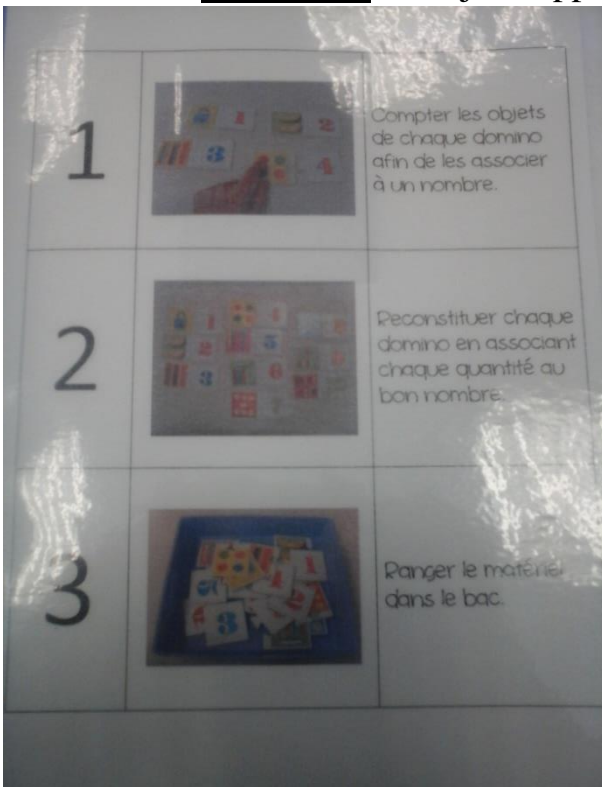 1
Compter les objets
de chaque domino
afin de les associer
à un nombre.
2
Reconstituer chaque
domino en associant
chaque quantité au
bon nombre.
3
Ranger le matériel
dans le bac.